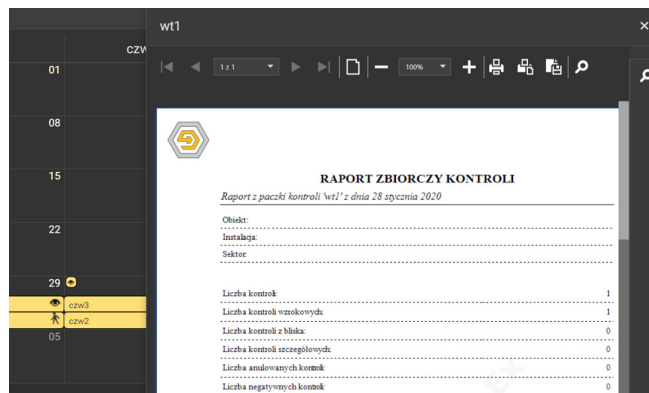 wt1
czw
1 z 1
100%
01
08
15
22
29
czw3
czw2
05
RAPORT ZBIORCZY KONTROLI
Raport z paczki kontroli 'wt1' z dnia 28 stycznia 2020
Obiekt:
Instalacja:
Sektor:
Liczba kontroli: 1
Liczba kontroli wzrokowych: 1
Liczba kontroli z bliska: 0
Liczba kontroli szczegółowych: 0
Liczba anulowanych kontroli: 0
Liczba negatywnych kontroli: 0
Ex